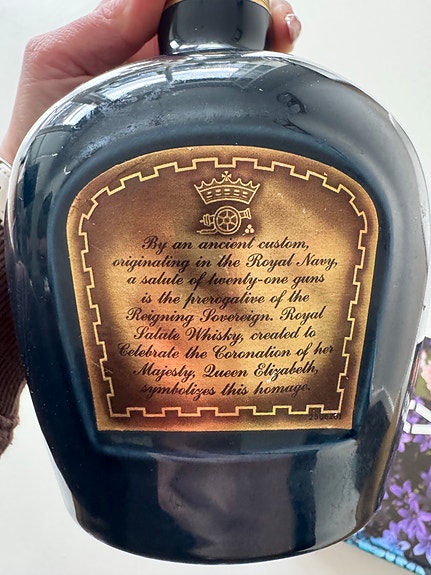 By an ancient custom,
originating in the Royal Navy,
a salute of twenty-one guns
is the prerogative of the
Reigning Sovereign. Royal
Salute Whisky, created to
Celebrate the Coronation of her
Majesty, Queen Elizabeth,
symbolizes this homage.